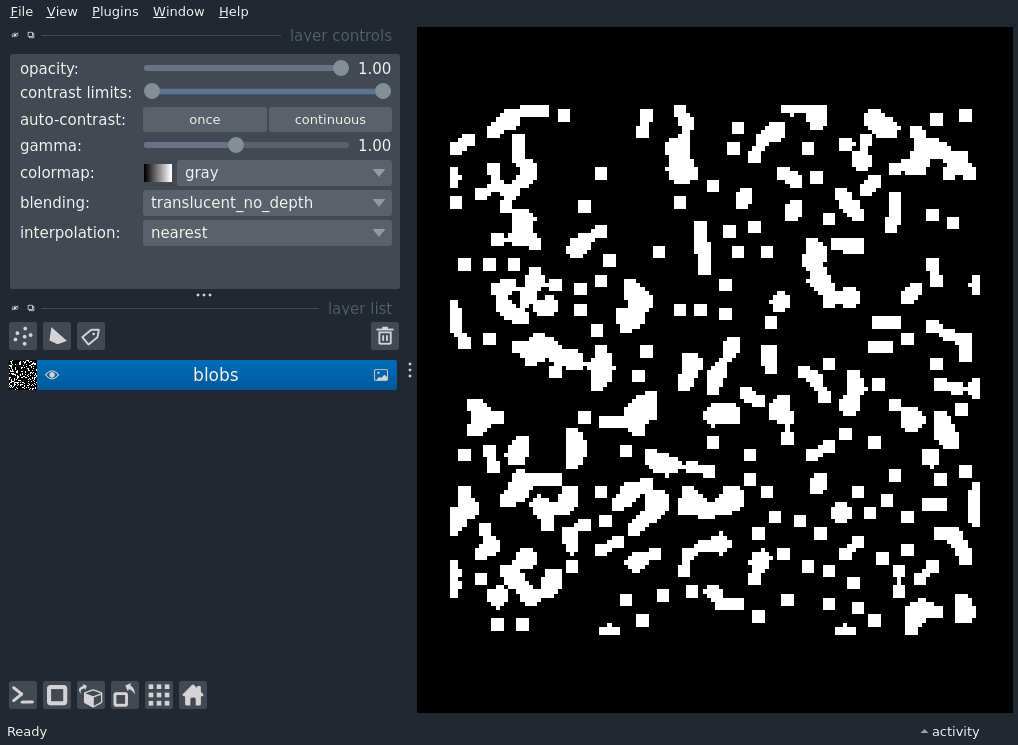 File View Plugins Window Help
layer controls
opacity: 1.00
contrast limits:
auto-contrast: once continuous
gamma: 1.00
colormap: gray
blending: translucent_no_depth
interpolation: nearest
layer list
blobs
Ready
activity